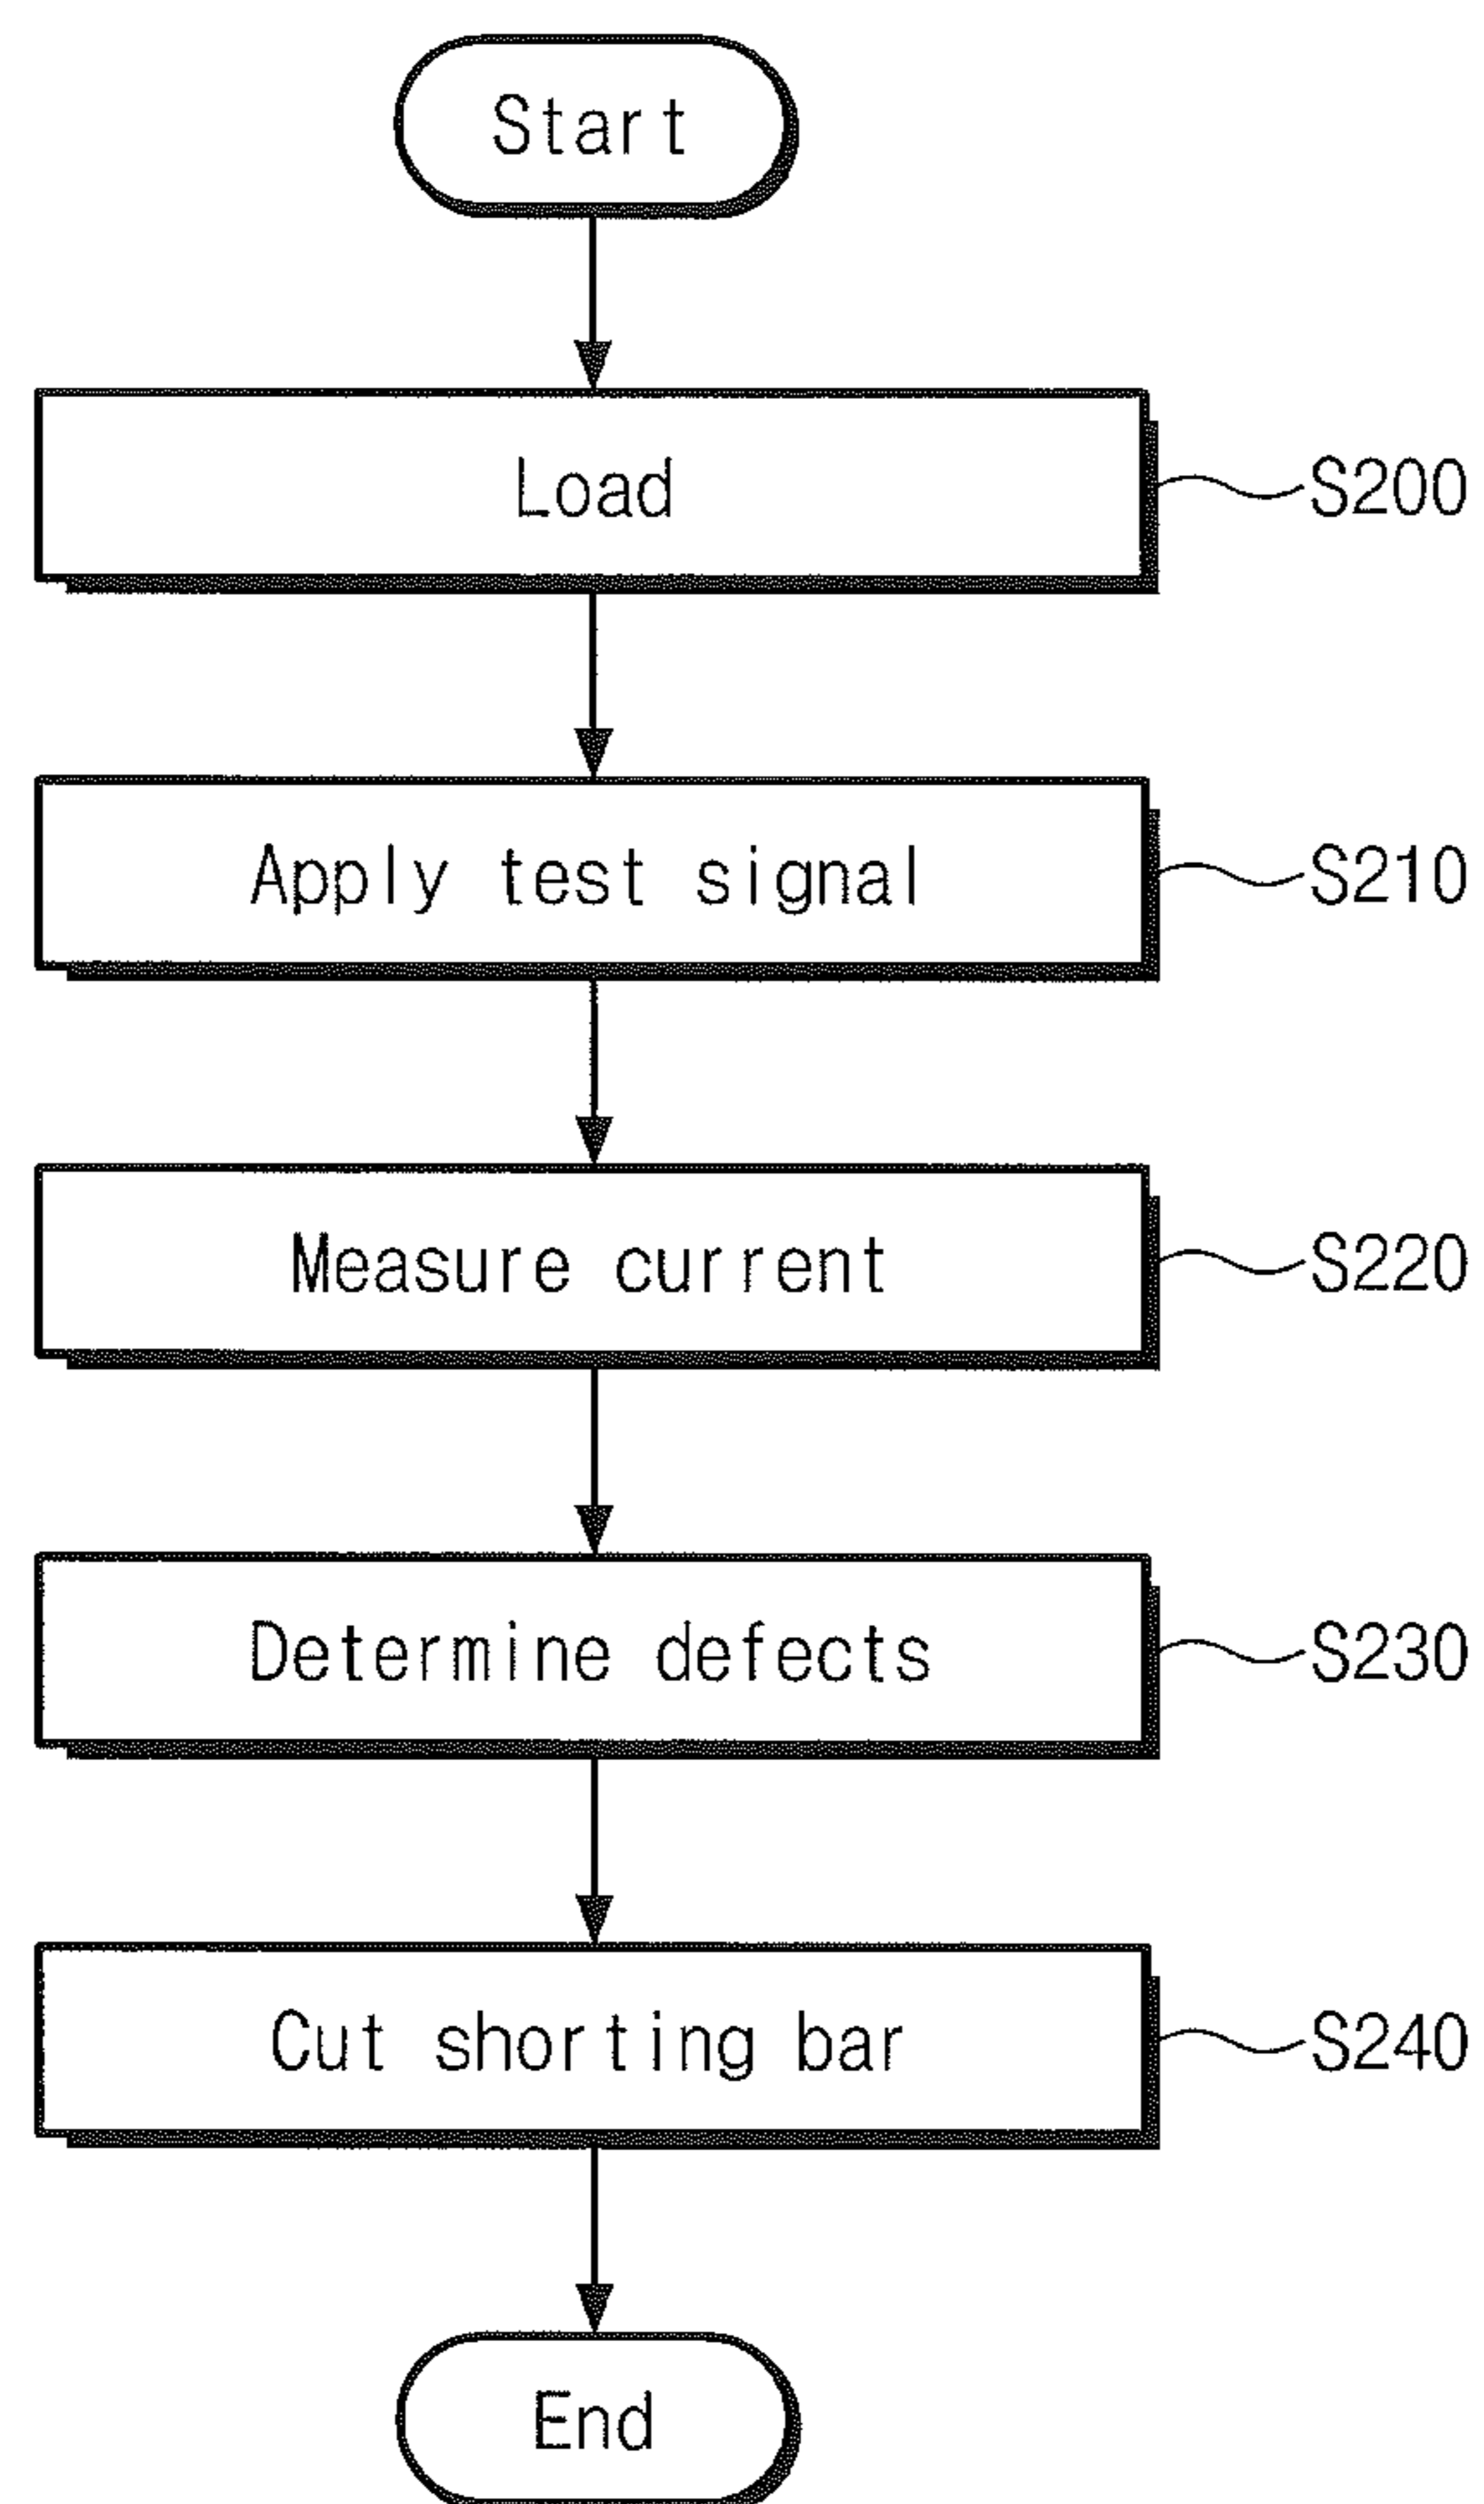 Start
Load
S200
Apply test signal
S210
Measure current
S220
Determine defects
S230
Cut shorting bar
S240
End